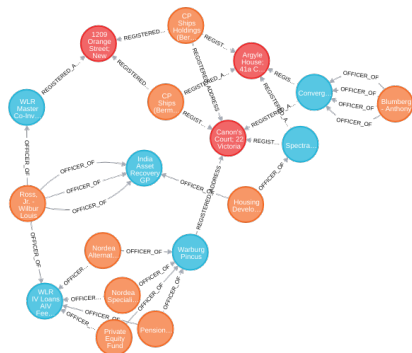 1209
Orange
Street;
New
CP
Ships
Holdings
(Ber...
Argyle
House;
41a C...
REGISTERED...
REGIST...
REGISTERED...
REGISTERED_ADDRESS
REGISTERED_A...
REGIS...
OFFICER_OF
OFFICER_OF
OFFICER_OF
OFFICER_OF
Converg...
Blumberg
- Anthony
WLR
Master
Co-Inv...
REGISTERED_A
CP
Ships
(Berm...
REGIST...
REGISTERED_A...
Canon's
Court; 22
Victoria
REGIST...
Spectra...
OFFICER_OF
OFFICER_OF
India
Asset
Recovery
GP
OFFICER_OF
OFFICER_OF
OFFICER_OF
OFFICER_OF
Ross,
Jr. -
Wilbur
Louis
Housing
Develo...
REGISTERED_ADDRESS
OFFICER_OF
Nordea
Alternat...
OFFICER_OF
Warburg
Pincus
OFFICER
WLR
IV Loans
AIV
Fee...
OFFICER...
Nordea
Speciali...
OFFICER_OF
OFFICER_OF
OFFICER_OF
OFFICER_OF
OFFICER_
Private
Equity
Fund
Pension...